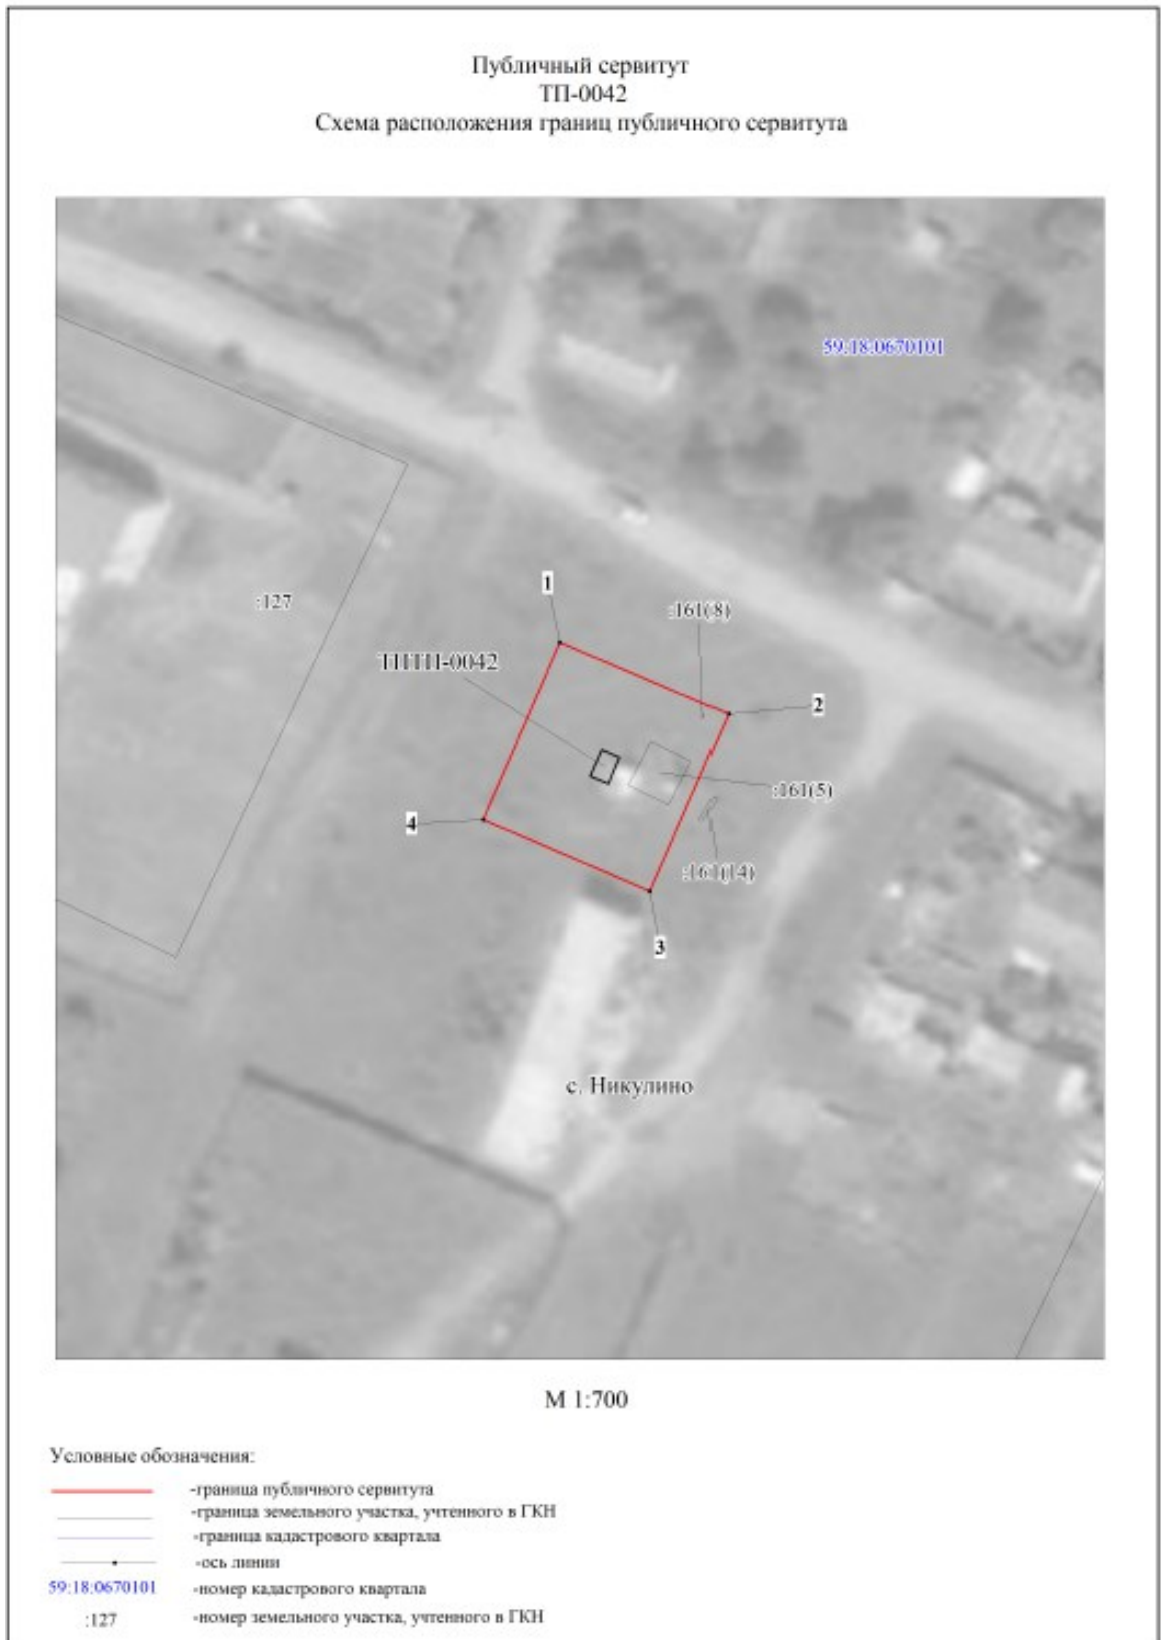 Публичный сервитут
ТП-0042
Схема расположения границ публичного сервитута
59:18:0670101
1
:127
:161(8)
ТПТП-0042
2
:161(5)
4
:161(14)
3
с. Никулино
М 1:700
Условные обозначения:
-граница публичного сервитута
-граница земельного участка, учтенного в ГКН
-граница кадастрового квартала
-ось линии
59:18:0670101 -номер кадастрового квартала
:127 -номер земельного участка, учтенного в ГКН